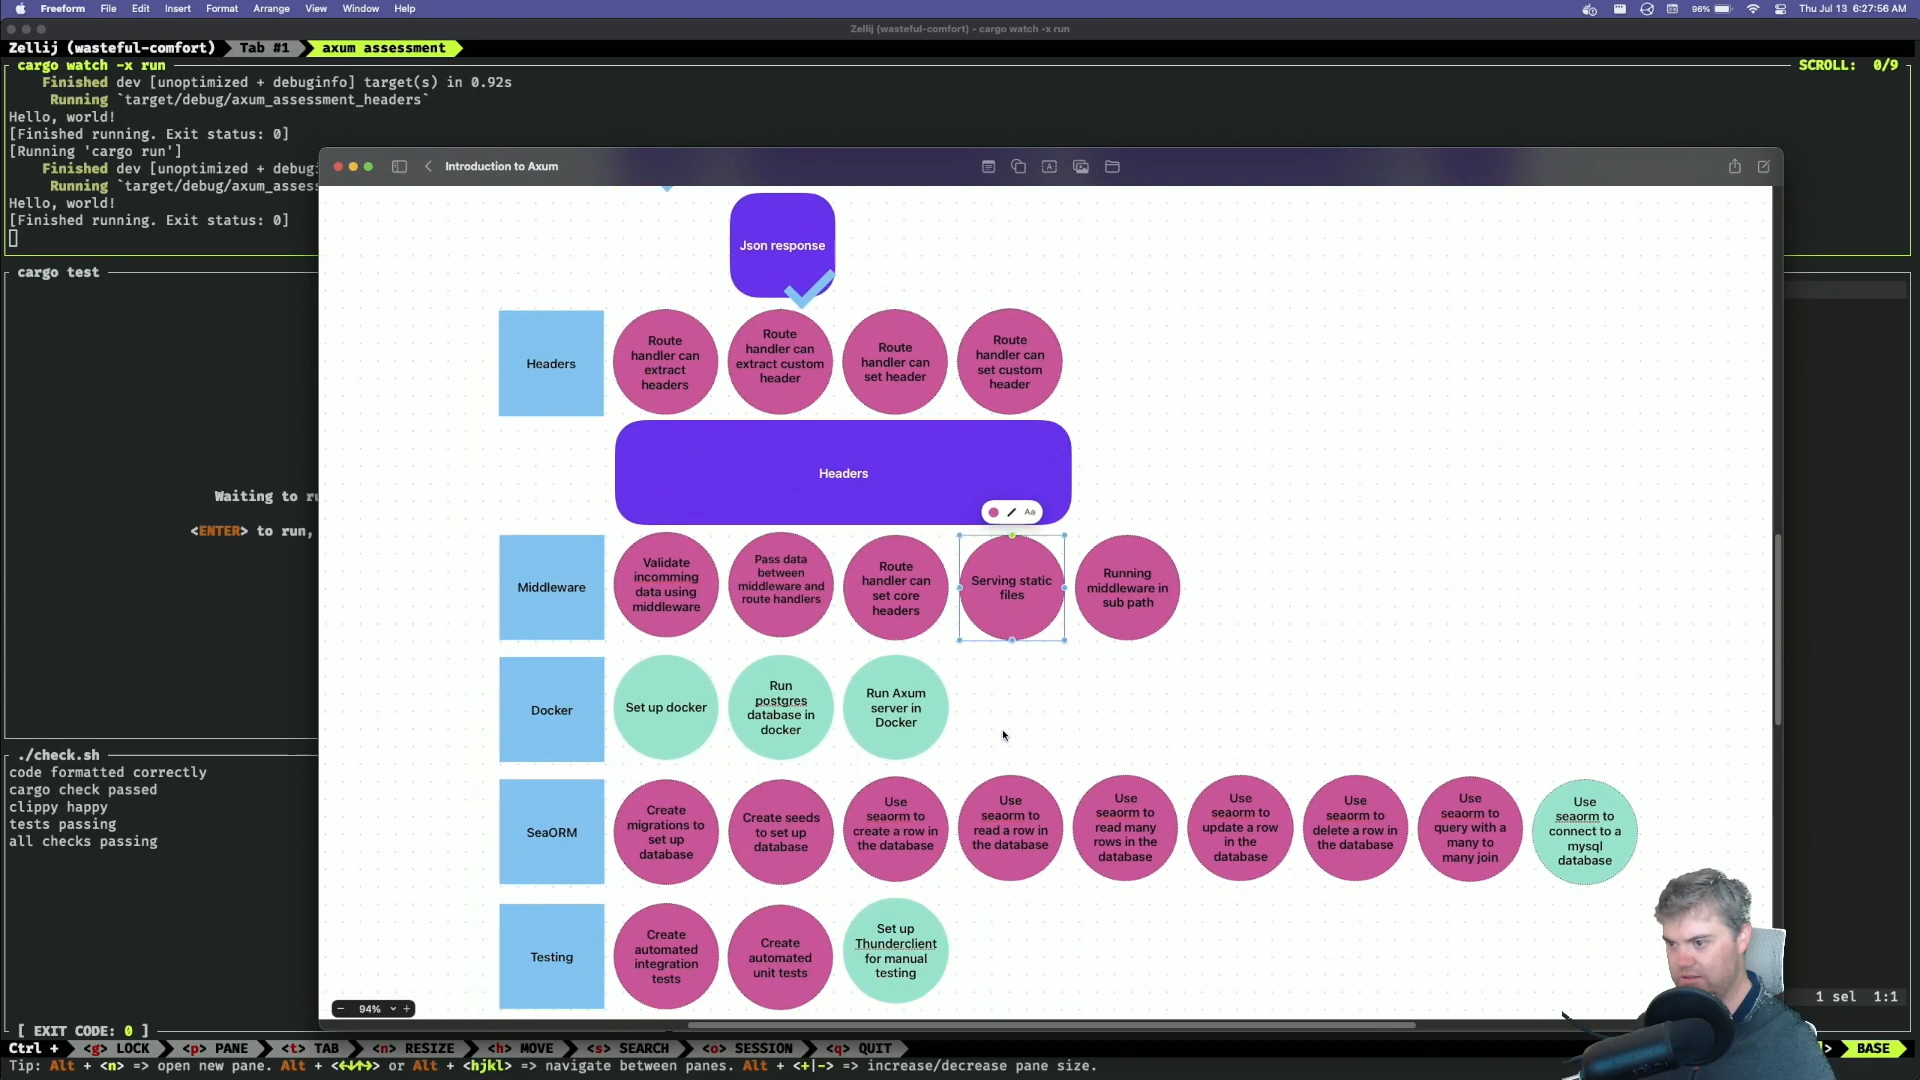 Freeform File Edit Insert Format Arrange View Window Help
96% Thu Jul 13 6:27:56 AM
Zellij (wasteful-comfort) - cargo watch -x run
Zellij (wasteful-comfort) Tab #1 axum assessment
cargo watch -x run SCROLL: 0/9
Finished dev [unoptimized + debuginfo] target(s) in 0.92s
Running `target/debug/axum_assessment_headers`
Hello, world!
[Finished running. Exit status: 0]
[Running 'cargo run']
Finished dev [unoptimized + debug
Running `target/debug/axum_asses
Hello, world!
[Finished running. Exit status: 0]
cargo test
Waiting to
<ENTER> to run,
./check.sh
code formatted correctly
cargo check passed
clippy happy
tests passing
all checks passing
[ EXIT CODE: 0 ]
1 sel 1:1
Introduction to Axum
Json response
Headers
Route
handler can
extract
headers
Route
handler can
extract custom
header
Route
handler can
set header
Route
handler can
set custom
header
Headers
Aa
Middleware
Validate
incomming
data using
middleware
Pass data
between
middleware and
route handlers
Route
handler can
set core
headers
Serving static
files
Running
middleware in
sub path
Docker
Set up docker
Run
postgres
database in
docker
Run Axum
server in
Docker
SeaORM
Create
migrations to
set up
database
Create seeds
to set up
database
Use
seaorm to
create a row in
the database
Use
seaorm to
read a row in
the database
Use
seaorm to
read many
rows in the
database
Use
seaorm to
update a row
in the
database
Use
seaorm to
delete a row in
the database
Use
seaorm to
query with a
many to
many join
Use
seaorm to
connect to a
mysql
database
Testing
Create
automated
integration
tests
Create
automated
unit tests
Set up
Thunderclient
for manual
testing
94%
Ctrl + <g> LOCK <p> PANE <t> TAB <n> RESIZE <h> MOVE <s> SEARCH <o> SESSION <q> QUIT > BASE
Tip: Alt + <n> => open new pane. Alt + <←↓↑→> or Alt + <hjkl> => navigate between panes. Alt + <+|-> => increase/decrease pane size.